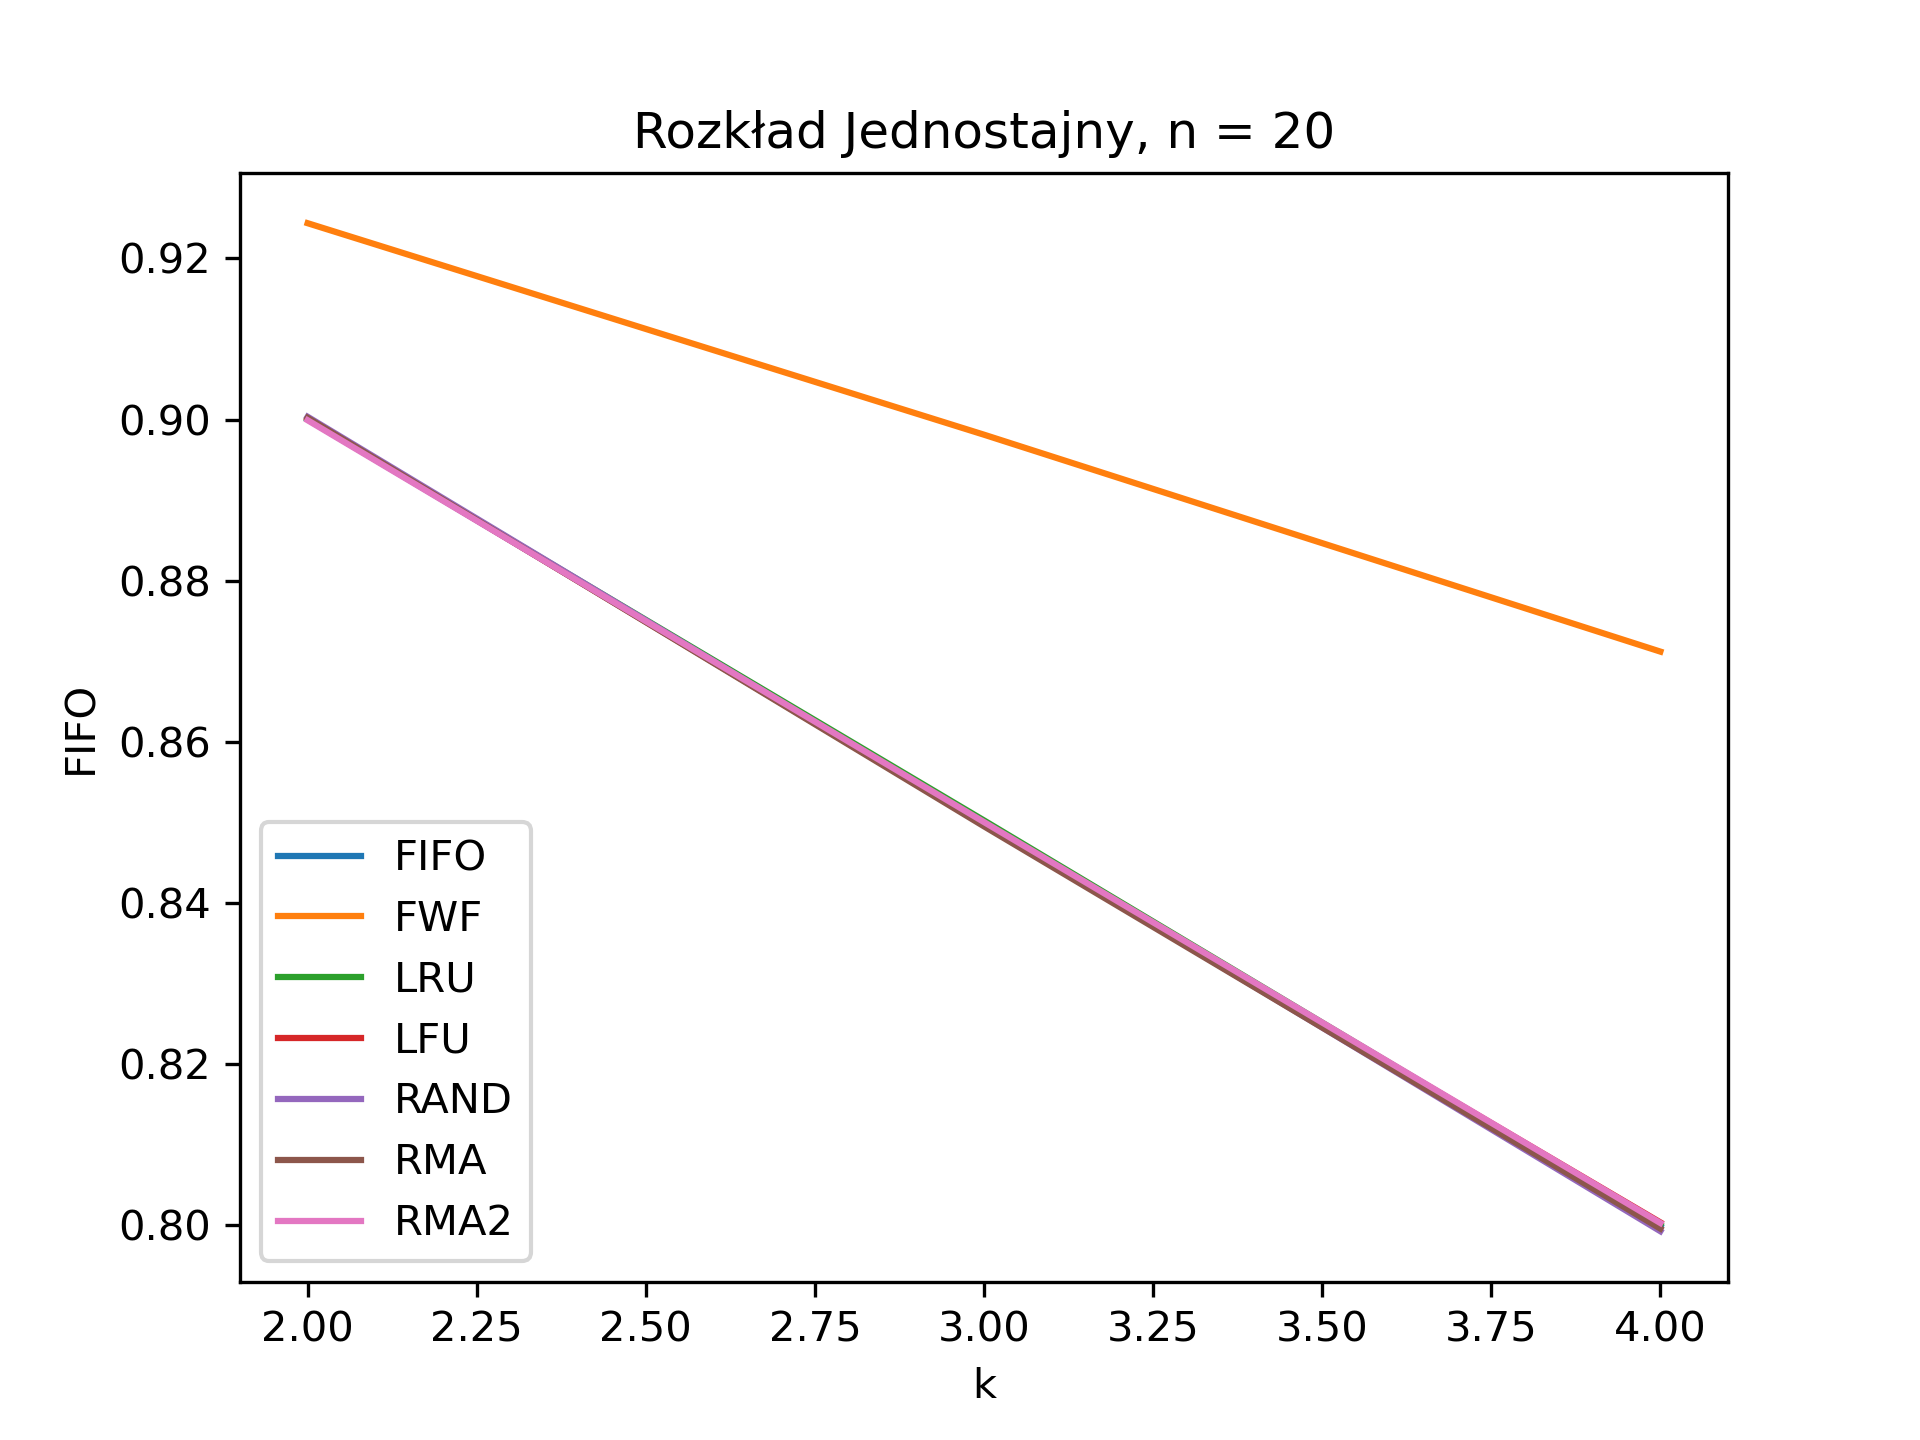 Rozkład Jednostajny, n = 20
0.92
0.90
0.88
0.86
0.84
0.82
0.80
FIFO
FIFO
FWF
LRU
LFU
RAND
RMA
RMA2
2.00 2.25 2.50 2.75 3.00 3.25 3.50 3.75 4.00
k